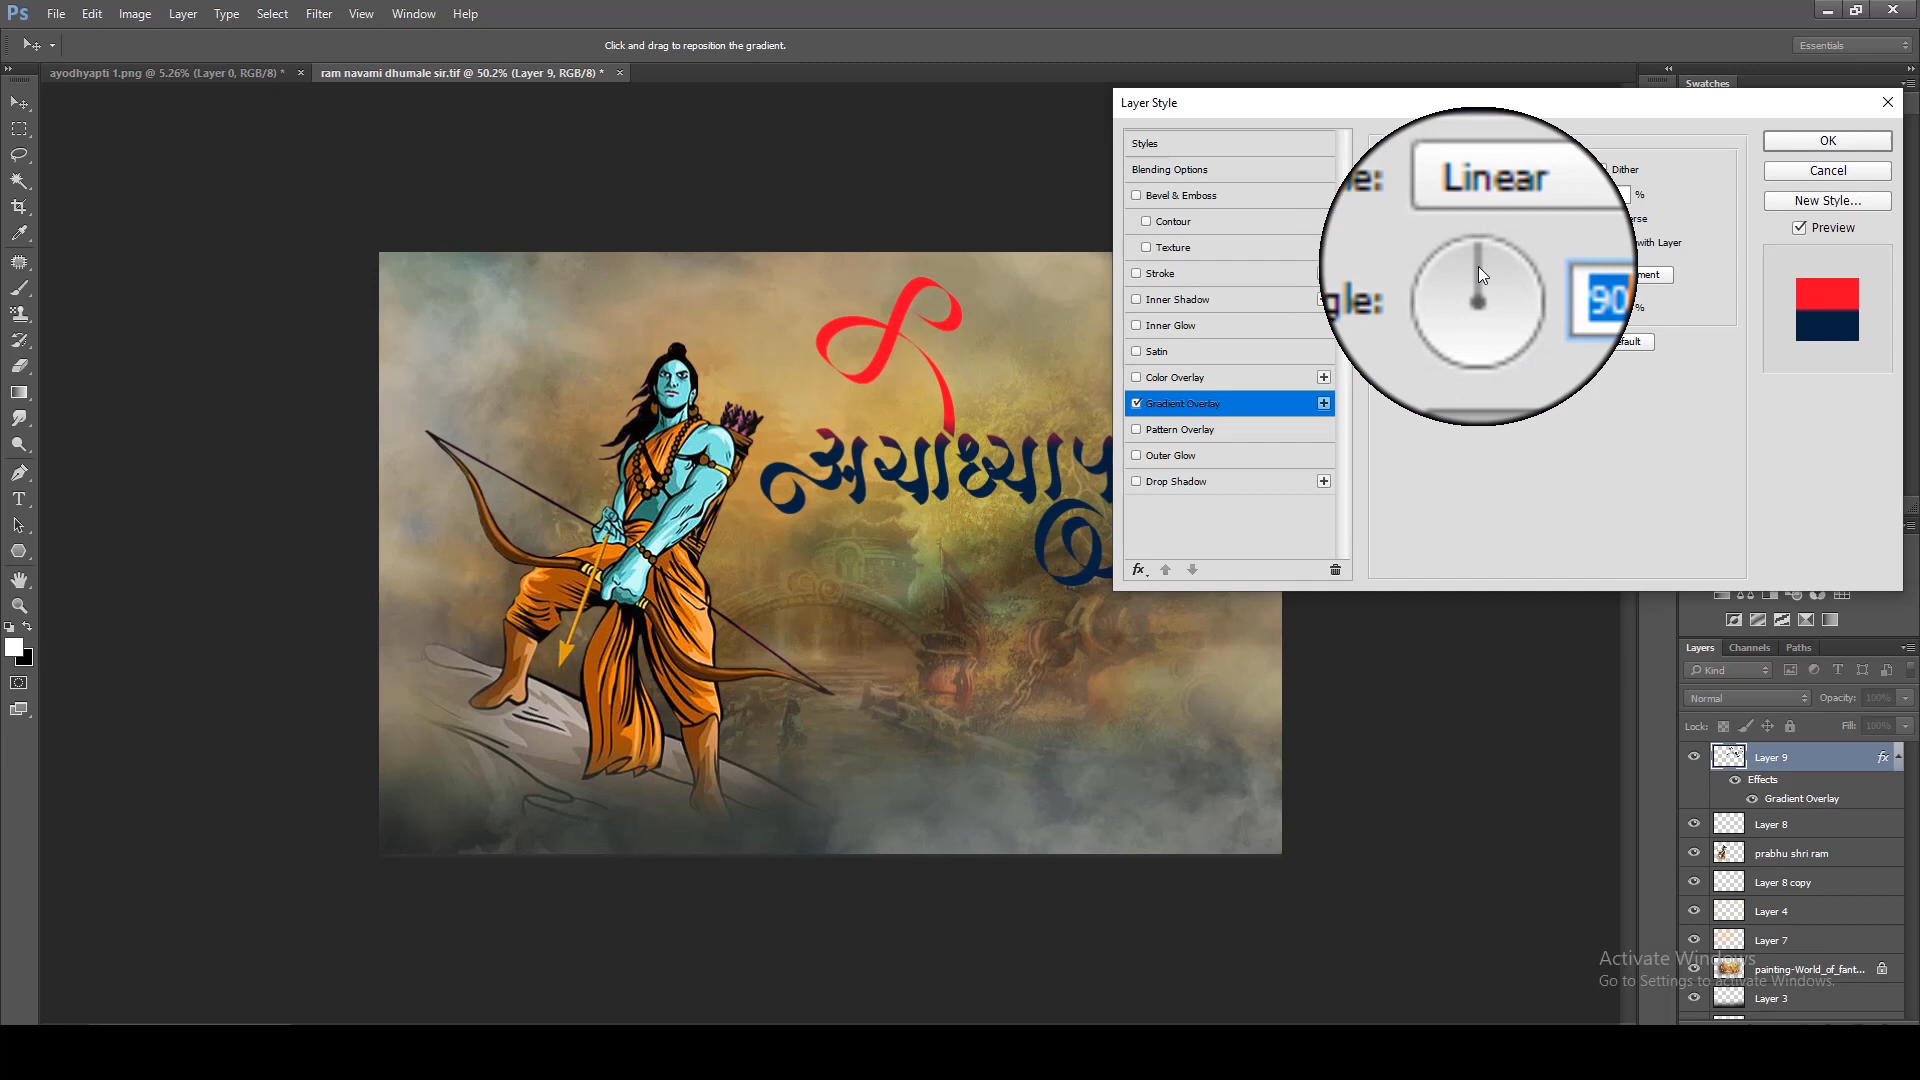 Ps File Edit Image Layer Type Select Filter View Window Help
Click and drag to reposition the gradient.
Essentials
ayodhyapti 1.png @ 5.26% (Layer 0, RGB/8) *
ram navami dhumale sir.tif @ 50.2% (Layer 9, RGB/8) *
Swatches
Layer Style
Styles
Blending Options
Bevel & Emboss
Contour
Texture
Stroke
Inner Shadow
Inner Glow
Satin
Color Overlay
Gradient Overlay
Pattern Overlay
Outer Glow
Drop Shadow
fx
Linear
Dither
%
with Layer
90
%
OK
Cancel
New Style...
Preview
Layers Channels Paths
Kind
Normal
Opacity: 100%
Lock:
Fill: 100%
Layer 9 fx
Effects
Gradient Overlay
Layer 8
prabhu shri ram
Layer 8 copy
Layer 4
Layer 7
painting-World_of_fant...
Layer 3
Activate Windows
Go to Settings to activate Windows.